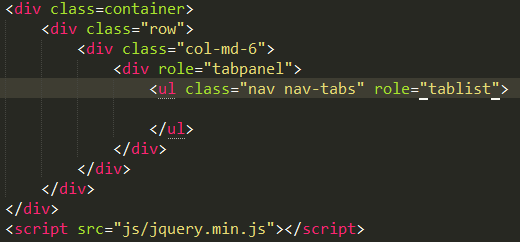 <div class=container>
<div class="row">
<div class="col-md-6">
<div role="tabpanel">
<ul class="nav nav-tabs" role="tablist">
</ul>
</div>
</div>
</div>
</div>
<script src="js/jquery.min.js"></script>